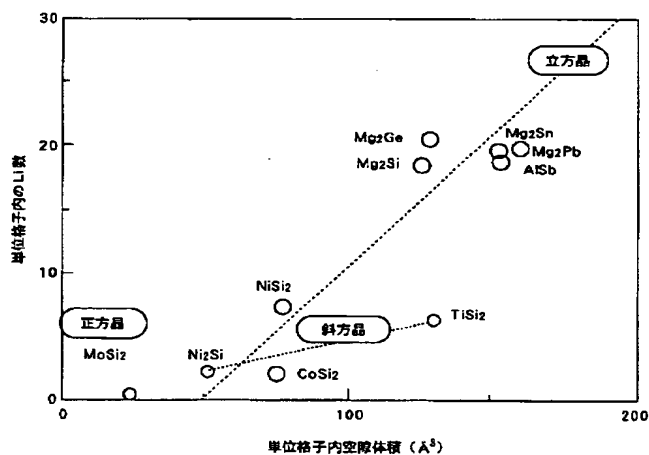 30
立方晶
Mg₂Ge
Mg₂Sn
Mg₂Si
Mg₂Pb
AlSb
20
単位格子内のLi数
NiSi₂
10
正方晶
斜方晶
TiSi₂
MoSi₂
Ni₂Si
CoSi₂
0
0
100
200
単位格子内空隙体積 (Å³)